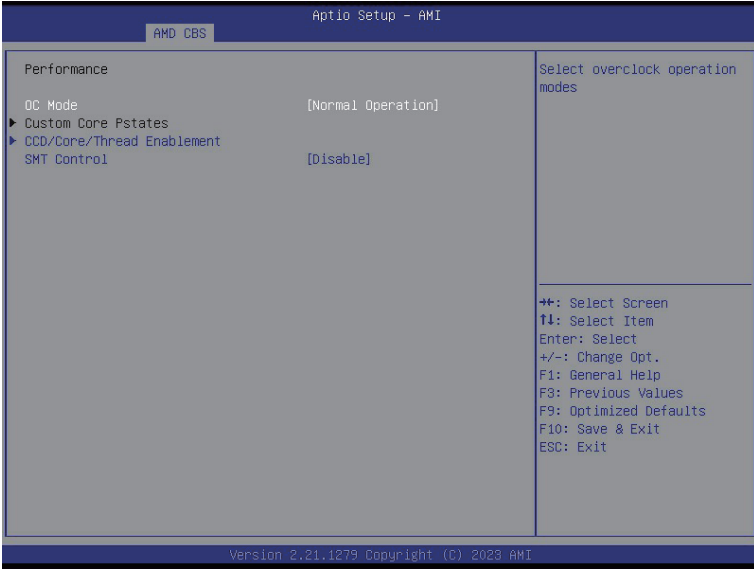 Aptio Setup – AMI
AMD CBS
Performance
OC Mode [Normal Operation]
Custom Core Pstates
CCD/Core/Thread Enablement
SMT Control [Disable]
Select overclock operation
modes
→←: Select Screen
↑↓: Select Item
Enter: Select
+/-: Change Opt.
F1: General Help
F3: Previous Values
F9: Optimized Defaults
F10: Save & Exit
ESC: Exit
Version 2.21.1279 Copyright (C) 2023 AMI